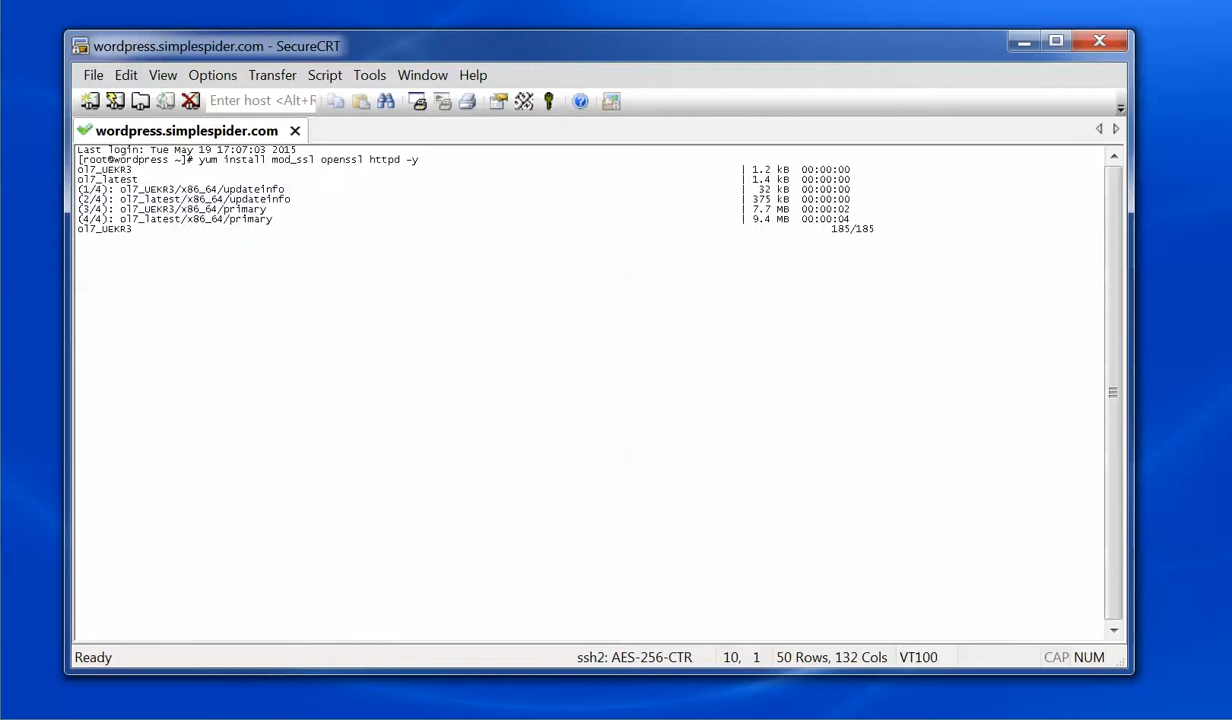 wordpress.simplespider.com - SecureCRT
File Edit View Options Transfer Script Tools Window Help
Enter host <Alt+R
wordpress.simplespider.com
Last login: Tue May 19 17:07:03 2015
[root@wordpress ~]# yum install mod_ssl openssl httpd -y
ol7_UEKR3 | 1.2 kB 00:00:00
ol7_latest | 1.4 kB 00:00:00
(1/4): ol7_UEKR3/x86_64/updateinfo | 32 kB 00:00:00
(2/4): ol7_latest/x86_64/updateinfo | 375 kB 00:00:00
(3/4): ol7_UEKR3/x86_64/primary | 7.7 MB 00:00:02
(4/4): ol7_latest/x86_64/primary | 9.4 MB 00:00:04
ol7_UEKR3 185/185
Ready ssh2: AES-256-CTR 10, 1 50 Rows, 132 Cols VT100 CAP NUM